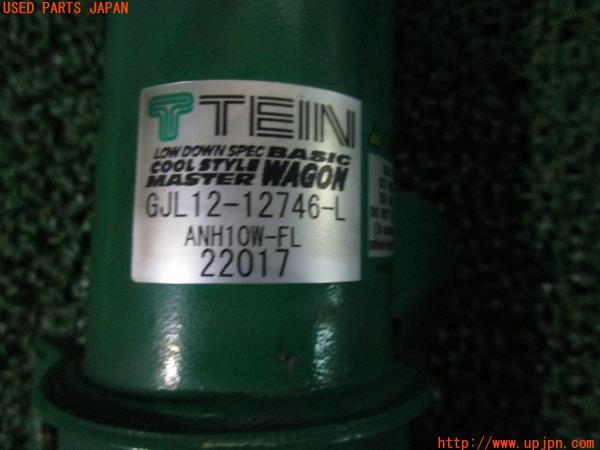 USED PARTS JAPAN
TEIN
LOW DOWN SPEC BASIC
COOL STYLE
MASTER WAGON
GJL12-12746-L
ANH10W-FL
22017
http://www.upjpn.com/